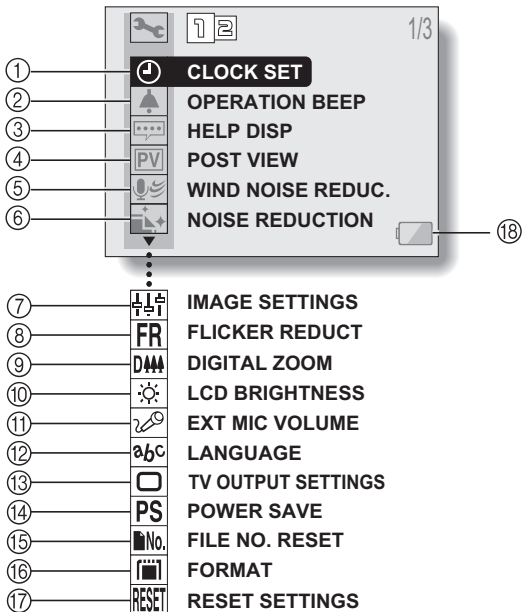 1 2 1/3
① CLOCK SET
② OPERATION BEEP
③ HELP DISP
④ PV POST VIEW
⑤ WIND NOISE REDUC.
⑥ NOISE REDUCTION
⑱
⑦ IMAGE SETTINGS
⑧ FR FLICKER REDUCT
⑨ D DIGITAL ZOOM
⑩ LCD BRIGHTNESS
⑪ EXT MIC VOLUME
⑫ abc LANGUAGE
⑬ TV OUTPUT SETTINGS
⑭ PS POWER SAVE
⑮ No. FILE NO. RESET
⑯ FORMAT
⑰ RESET RESET SETTINGS